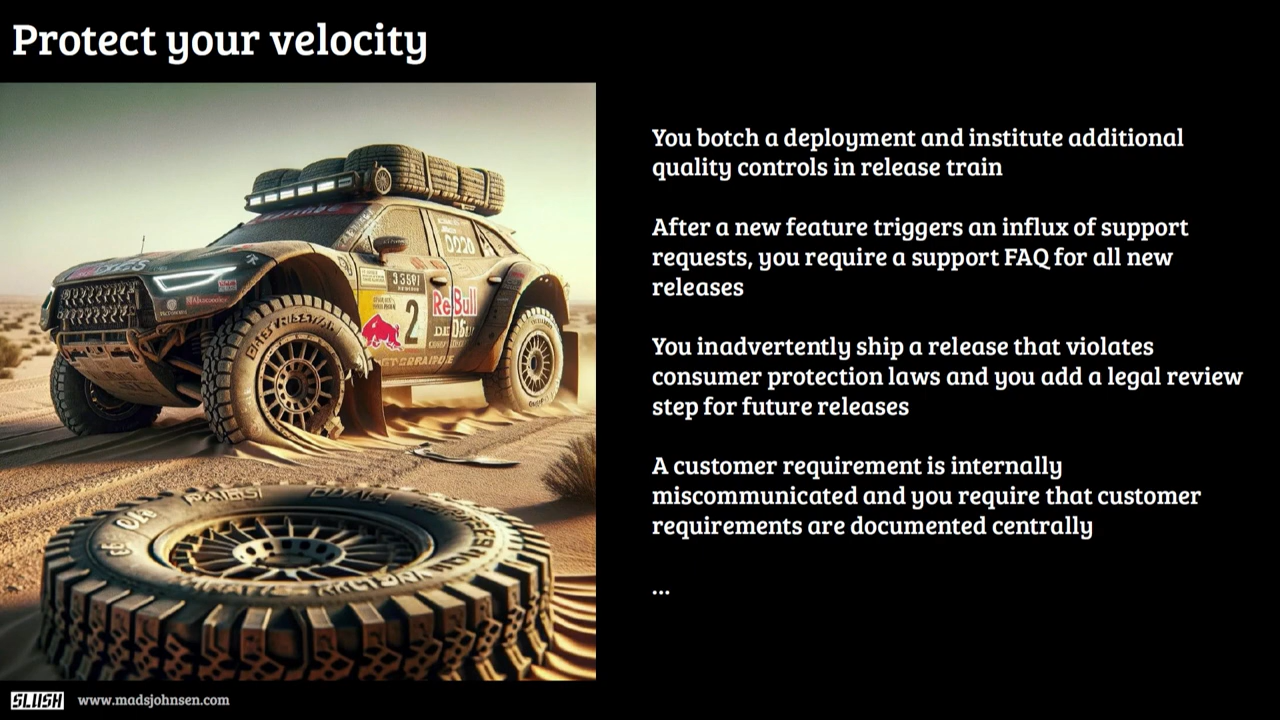 Protect your velocity
You botch a deployment and institute additional
quality controls in release train
After a new feature triggers an influx of support
requests, you require a support FAQ for all new
releases
You inadvertently ship a release that violates
consumer protection laws and you add a legal review
step for future releases
A customer requirement is internally
miscommunicated and you require that customer
requirements are documented centrally
...
2
Red Bull
SLUSH www.madsjohnsen.com